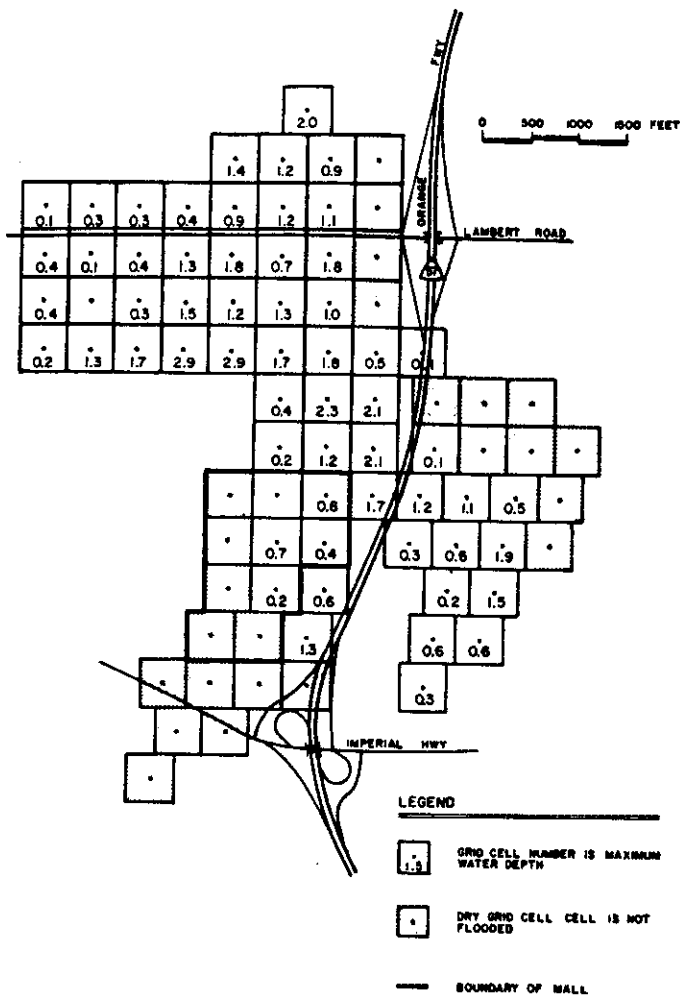 FWY
2.0
0 500 1000 1500 FEET
1.4 1.2 0.9
ORANGE
0.1 0.3 0.3 0.4 0.9 1.2 1.1
LAMBERT ROAD
0.4 0.1 0.4 1.3 1.8 0.7 1.8
57
0.4 0.3 1.5 1.2 1.3 1.0
0.2 1.3 1.7 2.9 2.9 1.7 1.8 0.5 0.1
0.4 2.3 2.1
0.2 1.2 2.1 0.1
0.6 1.7 1.2 1.1 0.5
0.7 0.4 0.3 0.6 1.9
0.2 0.6 0.2 1.5
1.3 0.6 0.6
0.3
IMPERIAL HWY
LEGEND
GRID CELL NUMBER IS MAXIMUM
WATER DEPTH
DRY GRID CELL CELL IS NOT
FLOODED
BOUNDARY OF MALL